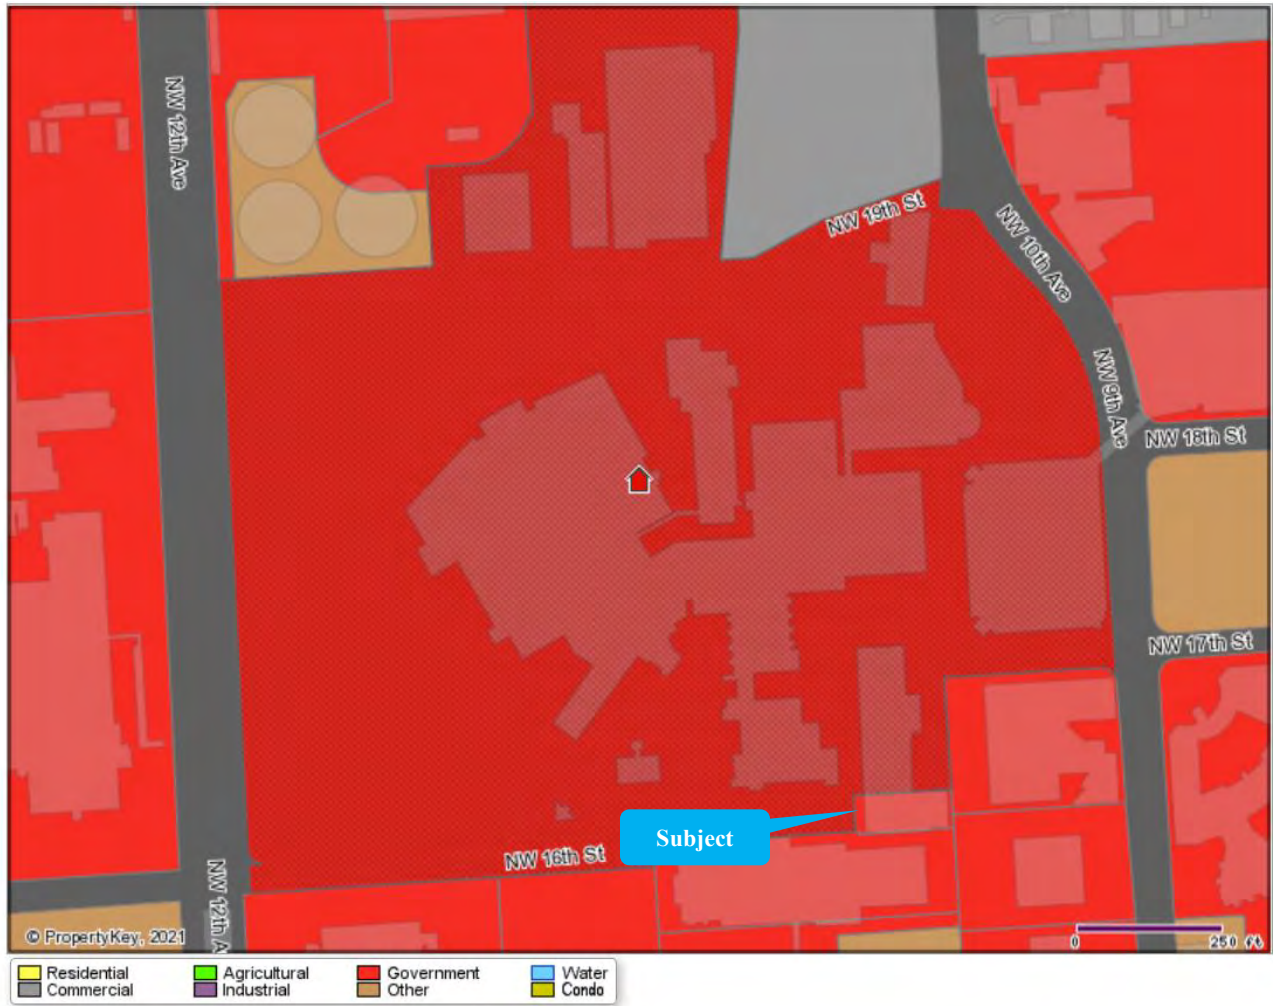 NW 12th Ave
NW 19th St
NW 10th Ave
NW 9th Ave
NW 18th St
NW 17th St
Subject
NW 16th St
NW 12th A
© PropertyKey, 2021
0 250 ft
Residential Agricultural Government Water
Commercial Industrial Other Condo